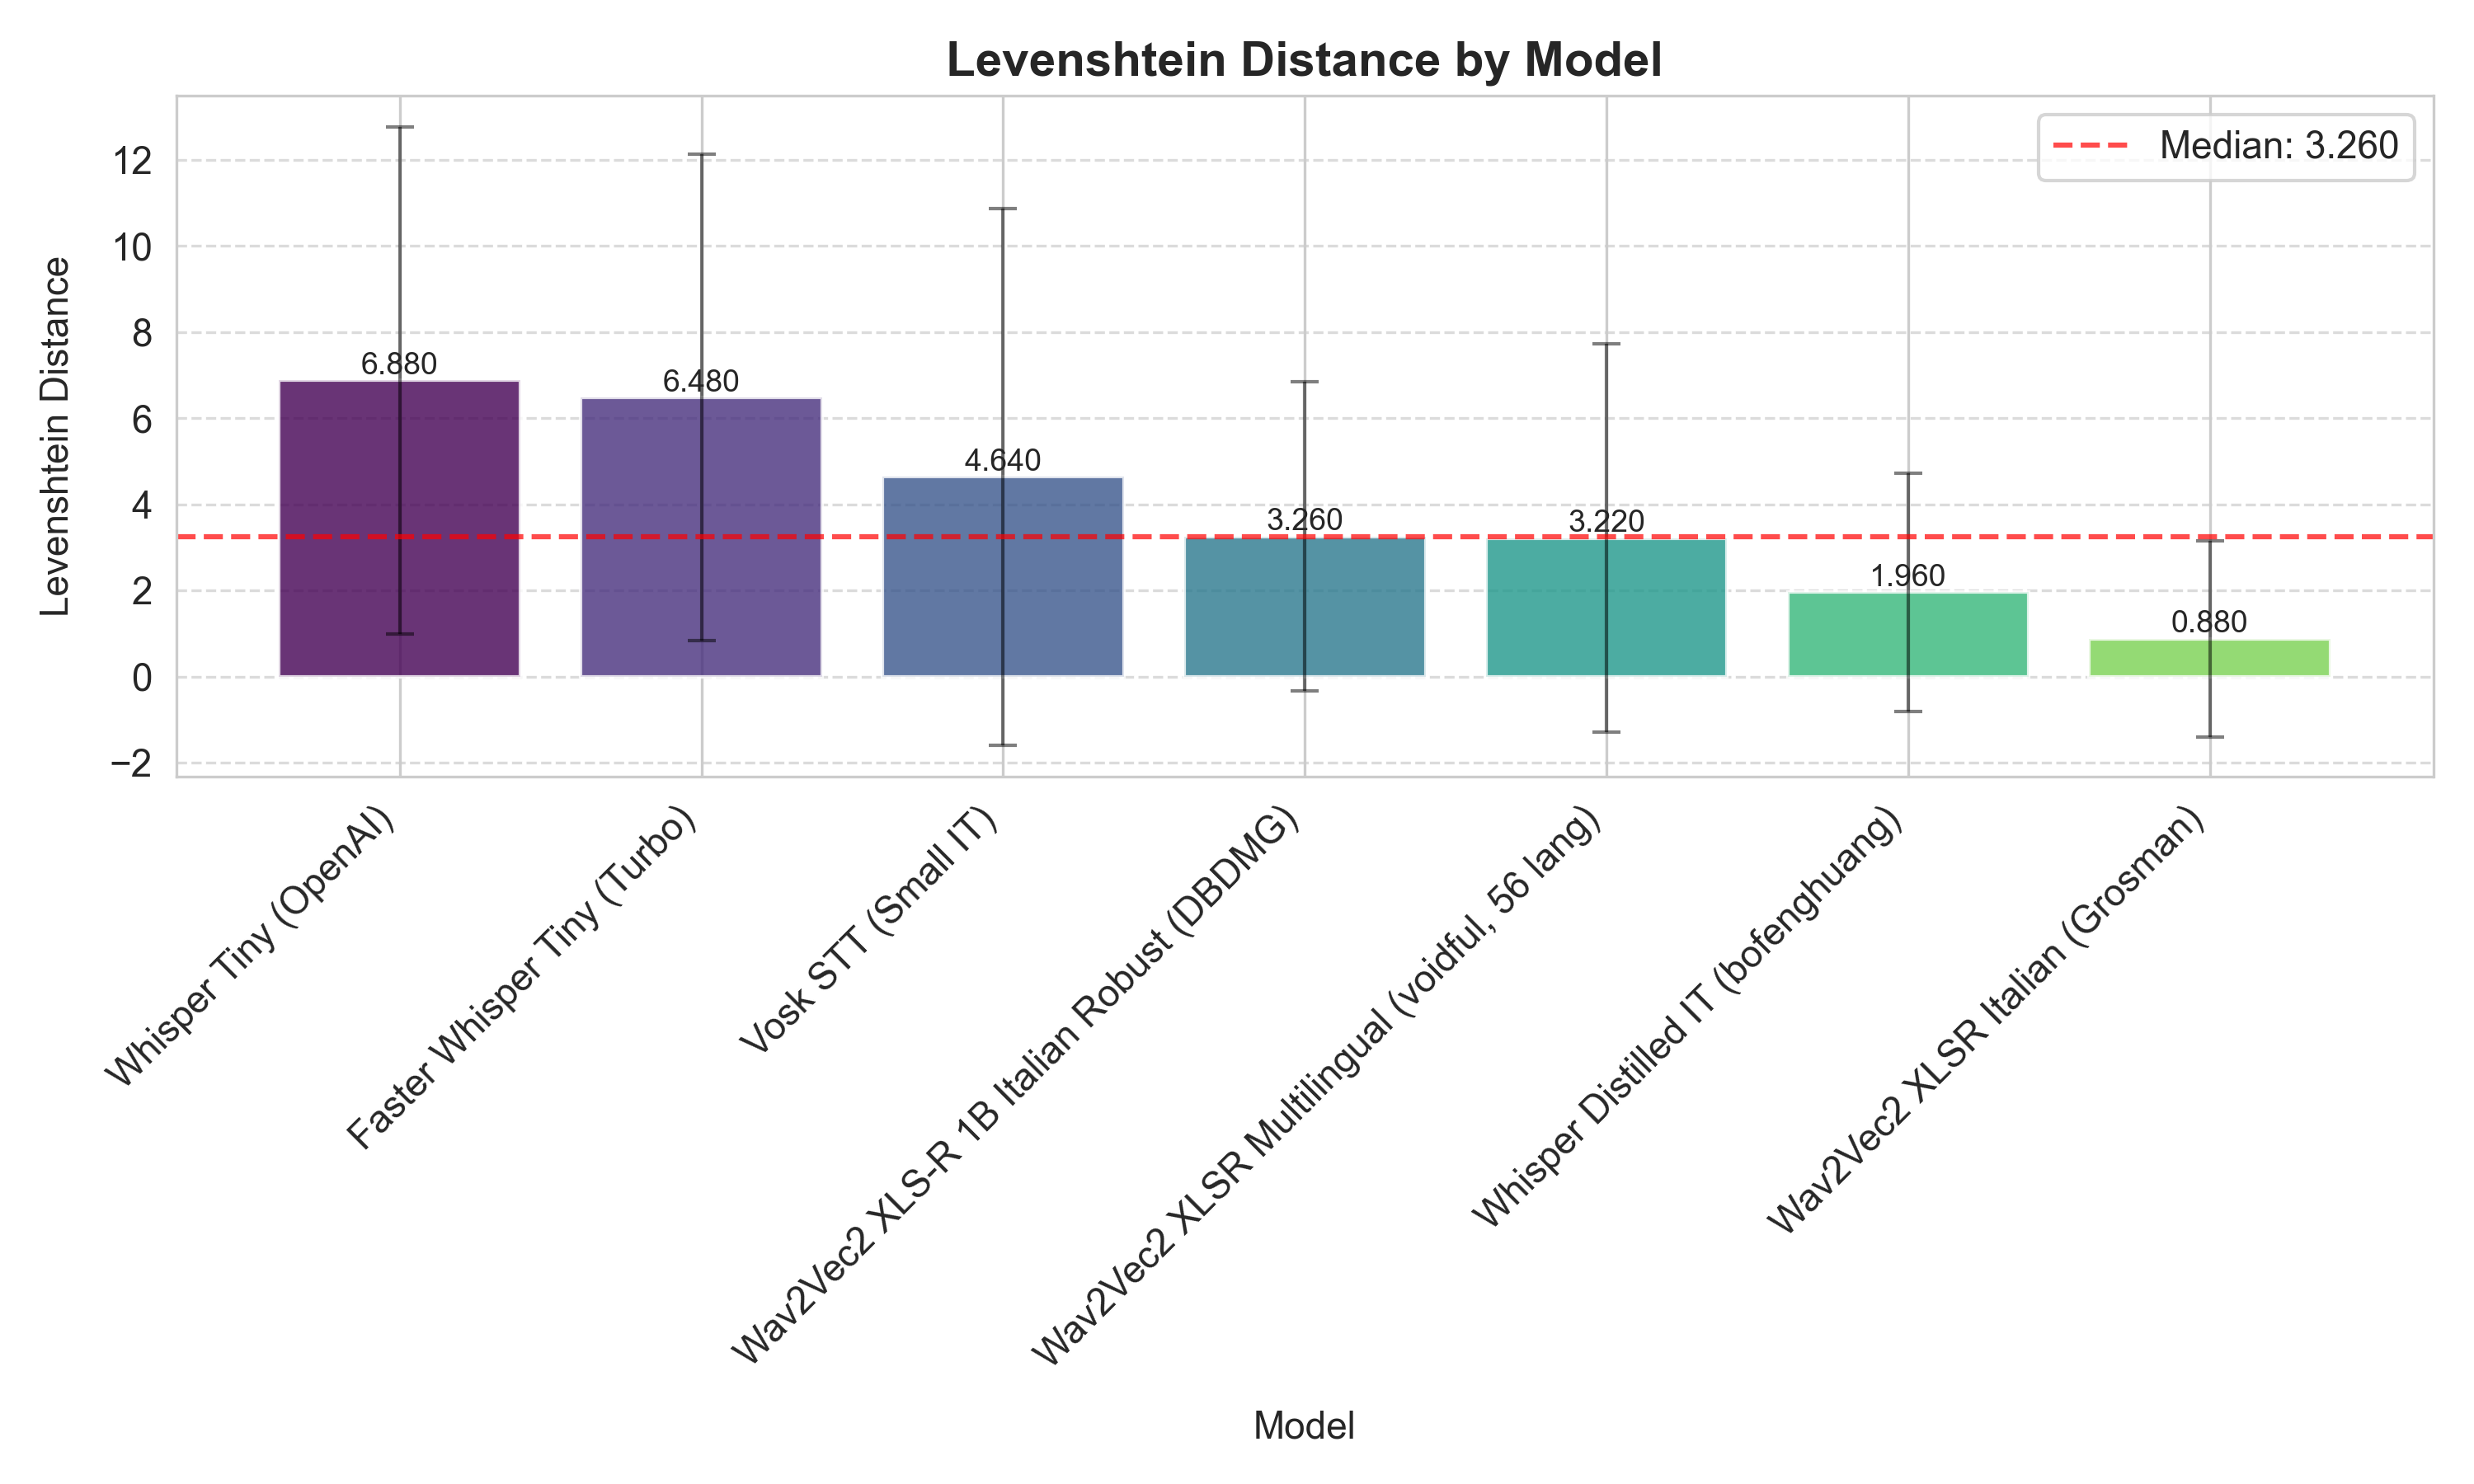 Levenshtein Distance by Model
Median: 3.260
Levenshtein Distance
12
10
8
6
4
2
0
−2
6.880
6.480
4.640
3.260
3.220
1.960
0.880
Whisper Tiny (OpenAI)
Faster Whisper Tiny (Turbo)
Vosk STT (Small IT)
Wav2Vec2 XLS-R 1B Italian Robust (DBDMG)
Wav2Vec2 XLSR Multilingual (voidful, 56 lang)
Whisper Distilled IT (bofenghuang)
Wav2Vec2 XLSR Italian (Grosman)
Model